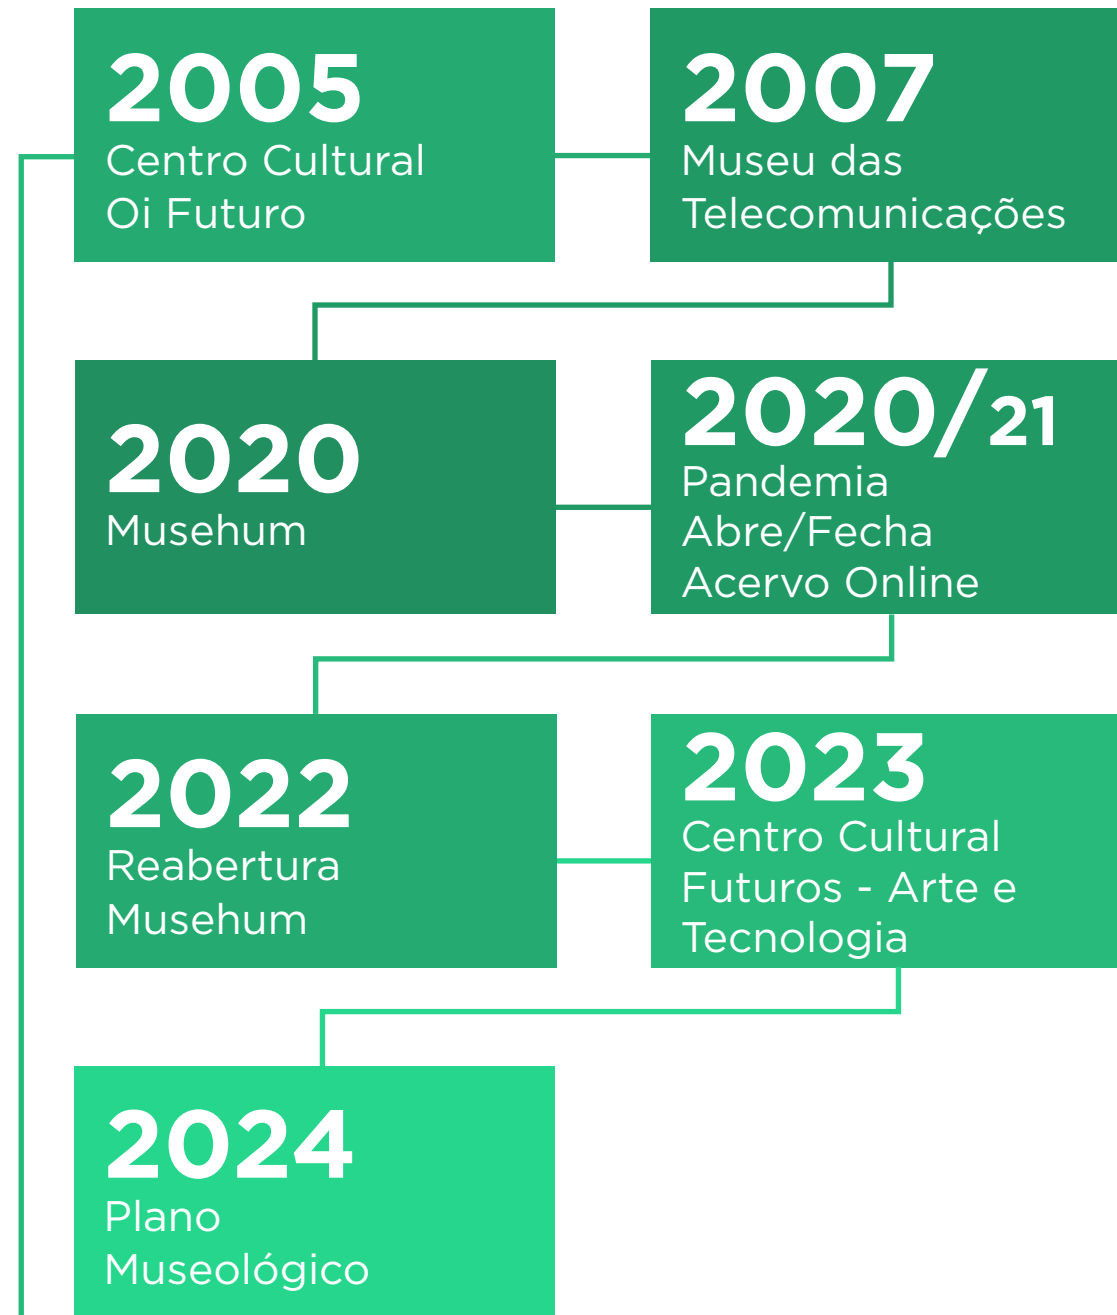 2005
Centro Cultural
Oi Futuro
2007
Museu das
Telecomunicações
2020
Musehum
2020/21
Pandemia
Abre/Fecha
Acervo Online
2022
Reabertura
Musehum
2023
Centro Cultural
Futuros - Arte e
Tecnologia
2024
Plano
Museológico